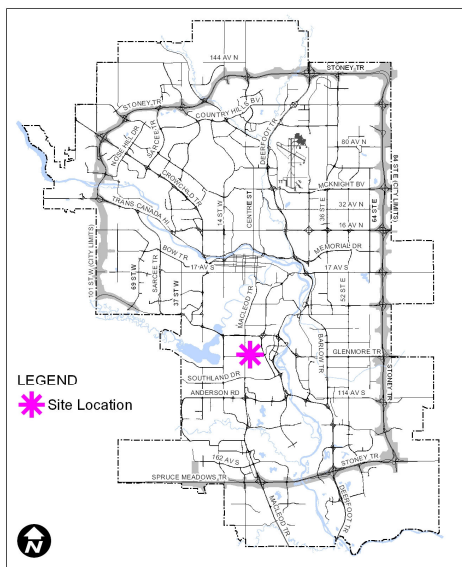 144 AV N
STONEY TR
STONEY TR
COUNTRY HILLS BV
DEERFOOT TR
SARCEE TR
NOSE HILL DR
80 AV N
CROWCHILD TR
14 ST W
CENTRE ST
36 ST E
MCKNIGHT BV
84 ST E (CITY LIMITS)
64 ST E
TRANS CANADA HI
32 AV N
16 AV N
BOW TR
MEMORIAL DR
17 AV S
17 AV S
101 ST W (CITY LIMITS)
69 ST W
SARCEE TR
37 ST W
MACLEOD TR
52 ST E
BARLOW TR
GLENMORE TR
STONEY TR
LEGEND
Site Location
SOUTHLAND DR
ANDERSON RD
114 AV S
162 AV S
STONEY TR
SPRUCE MEADOWS TR
MACLEOD TR
DEERFOOT TR
N